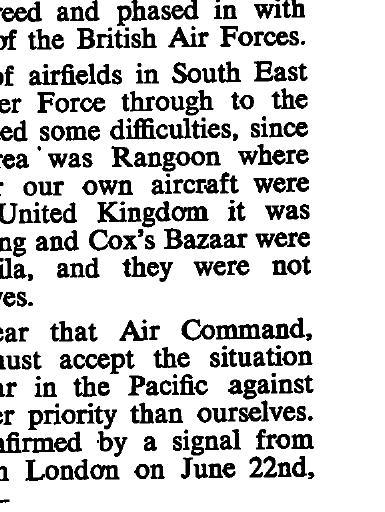 reed and phased in with
of the British Air Forces.
of airfields in South East
er Force through to the
ed some difficulties, since
rea was Rangoon where
r our own aircraft were
United Kingdom it was
ng and Cox's Bazaar were
ila, and they were not
ves.
ear that Air Command,
must accept the situation
ar in the Pacific against
er priority than ourselves.
nfirmed by a signal from
n London on June 22nd,